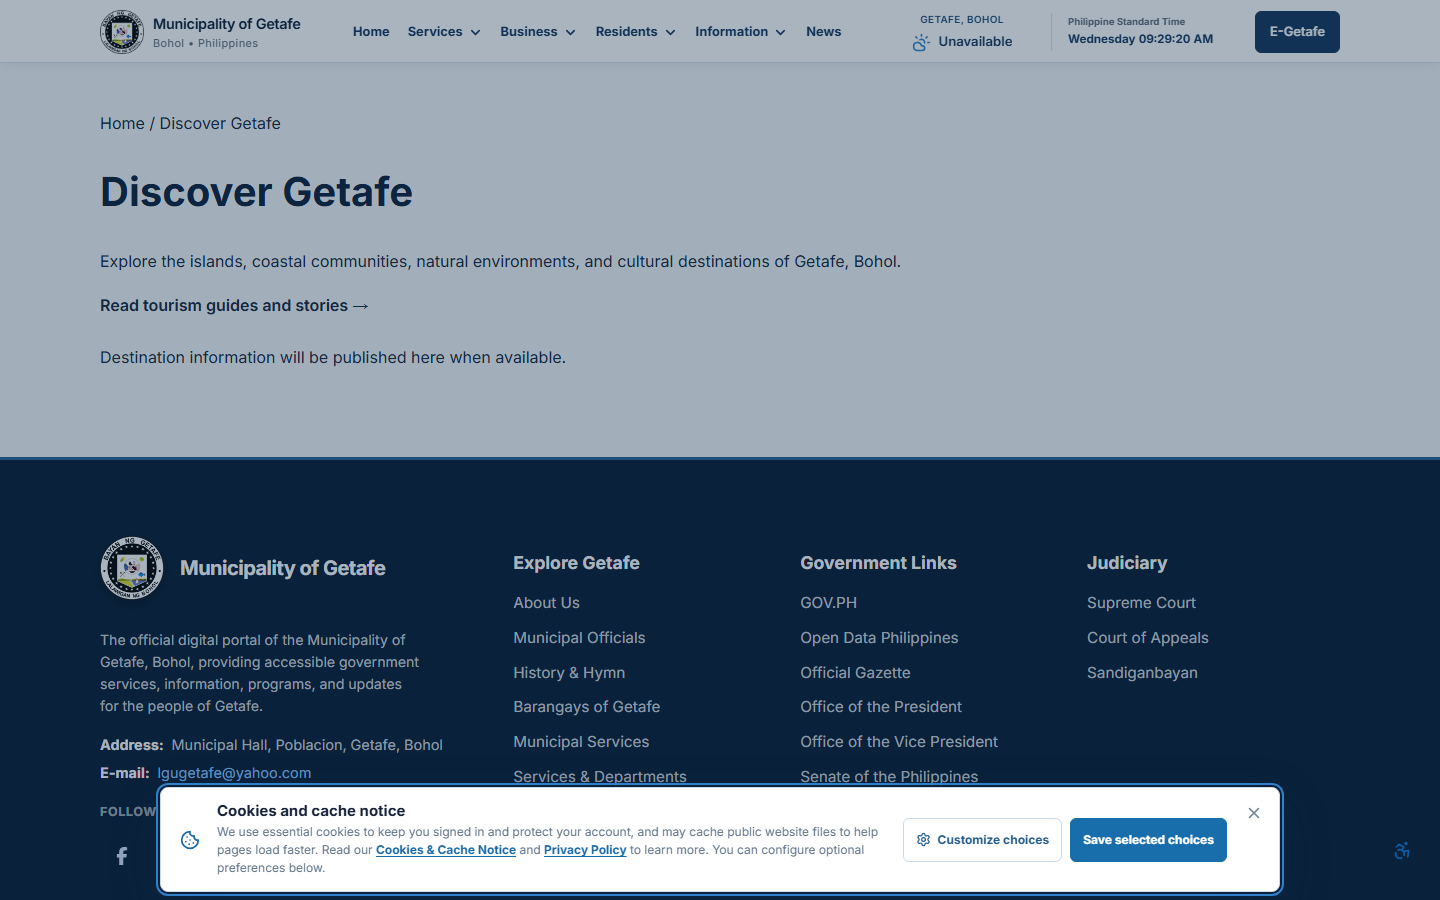 Municipality of Getafe
Bohol • Philippines
Home
Services
Business
Residents
Information
News
GETAFE, BOHOL
Unavailable
Philippine Standard Time
Wednesday 09:29:20 AM
E-Getafe
Home / Discover Getafe
Discover Getafe
Explore the islands, coastal communities, natural environments, and cultural destinations of Getafe, Bohol.
Read tourism guides and stories →
Destination information will be published here when available.
Municipality of Getafe
The official digital portal of the Municipality of
Getafe, Bohol, providing accessible government
services, information, programs, and updates
for the people of Getafe.
Address: Municipal Hall, Poblacion, Getafe, Bohol
E-mail: lgugetafe@yahoo.com
FOLLOW
Explore Getafe
About Us
Municipal Officials
History & Hymn
Barangays of Getafe
Municipal Services
Services & Departments
Government Links
GOV.PH
Open Data Philippines
Official Gazette
Office of the President
Office of the Vice President
Senate of the Philippines
Judiciary
Supreme Court
Court of Appeals
Sandiganbayan
Cookies and cache notice
We use essential cookies to keep you signed in and protect your account, and may cache public website files to help
pages load faster. Read our Cookies & Cache Notice and Privacy Policy to learn more. You can configure optional
preferences below.
Customize choices
Save selected choices